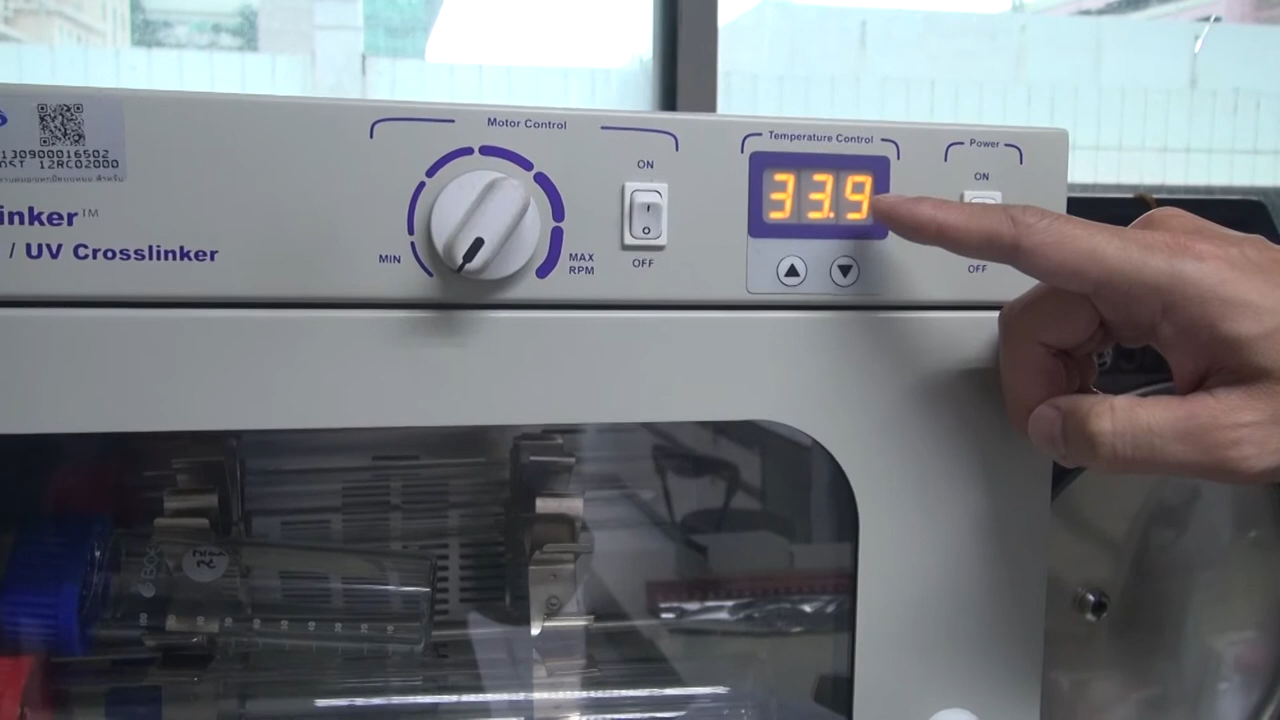 130900016502
12RC02000
linker™
/ UV Crosslinker
Motor Control
MIN
MAX
RPM
ON
OFF
Temperature Control
33.9
Power
ON
OFF
100